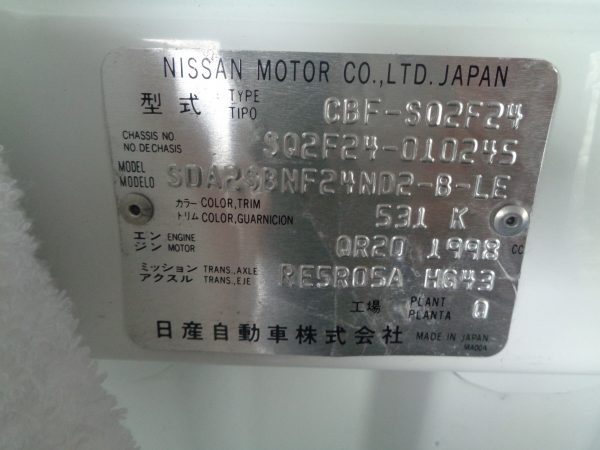 NISSAN MOTOR CO.,LTD. JAPAN
型式 TYPE TIPO CBF-SQ2F24
CHASSIS NO. NO. DE CHASIS SQ2F24-010245
MODEL MODELO SDA2SBNF24ND2-B-LE
カラー COLOR,TRIM トリム COLOR,GUARNICION 531 K
エンジン ENGINE MOTOR QR20 1998 CC
ミッション アクスル TRANS.,AXLE TRANS.,EJE RE5R05A HG43
工場 PLANT PLANTA Q
日産自動車株式会社 MADE IN JAPAN